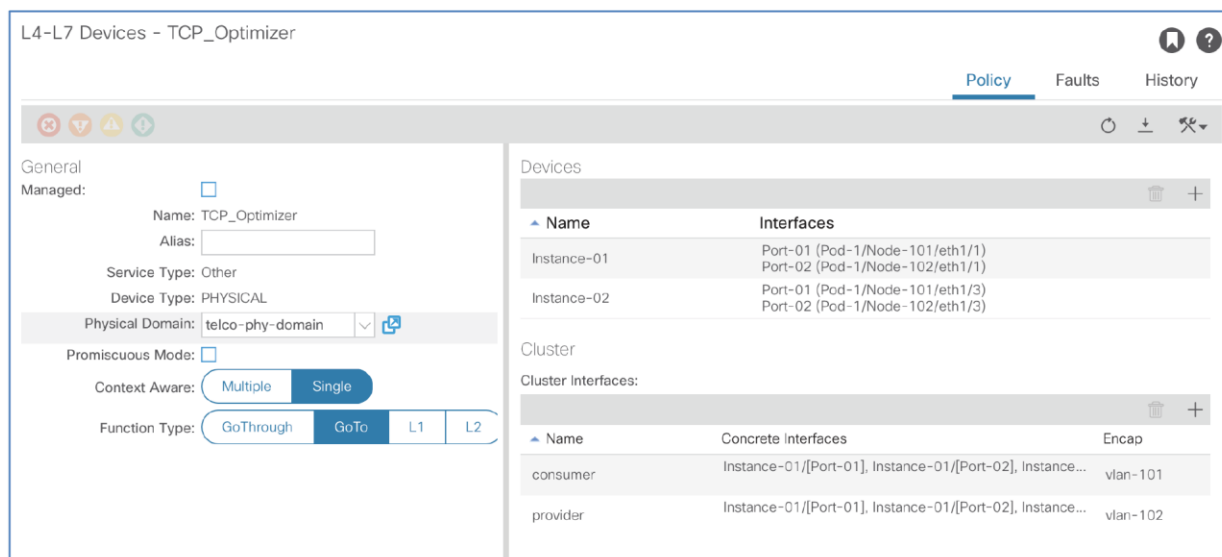 L4-L7 Devices - TCP_Optimizer
Policy Faults History
General
Managed:
Name: TCP_Optimizer
Alias:
Service Type: Other
Device Type: PHYSICAL
Physical Domain: telco-phy-domain
Promiscuous Mode:
Context Aware: Multiple Single
Function Type: GoThrough GoTo L1 L2
Devices
Name Interfaces
Instance-01 Port-01 (Pod-1/Node-101/eth1/1)
Port-02 (Pod-1/Node-102/eth1/1)
Instance-02 Port-01 (Pod-1/Node-101/eth1/3)
Port-02 (Pod-1/Node-102/eth1/3)
Cluster
Cluster Interfaces:
Name Concrete Interfaces Encap
consumer Instance-01/[Port-01], Instance-01/[Port-02], Instance... vlan-101
provider Instance-01/[Port-01], Instance-01/[Port-02], Instance... vlan-102